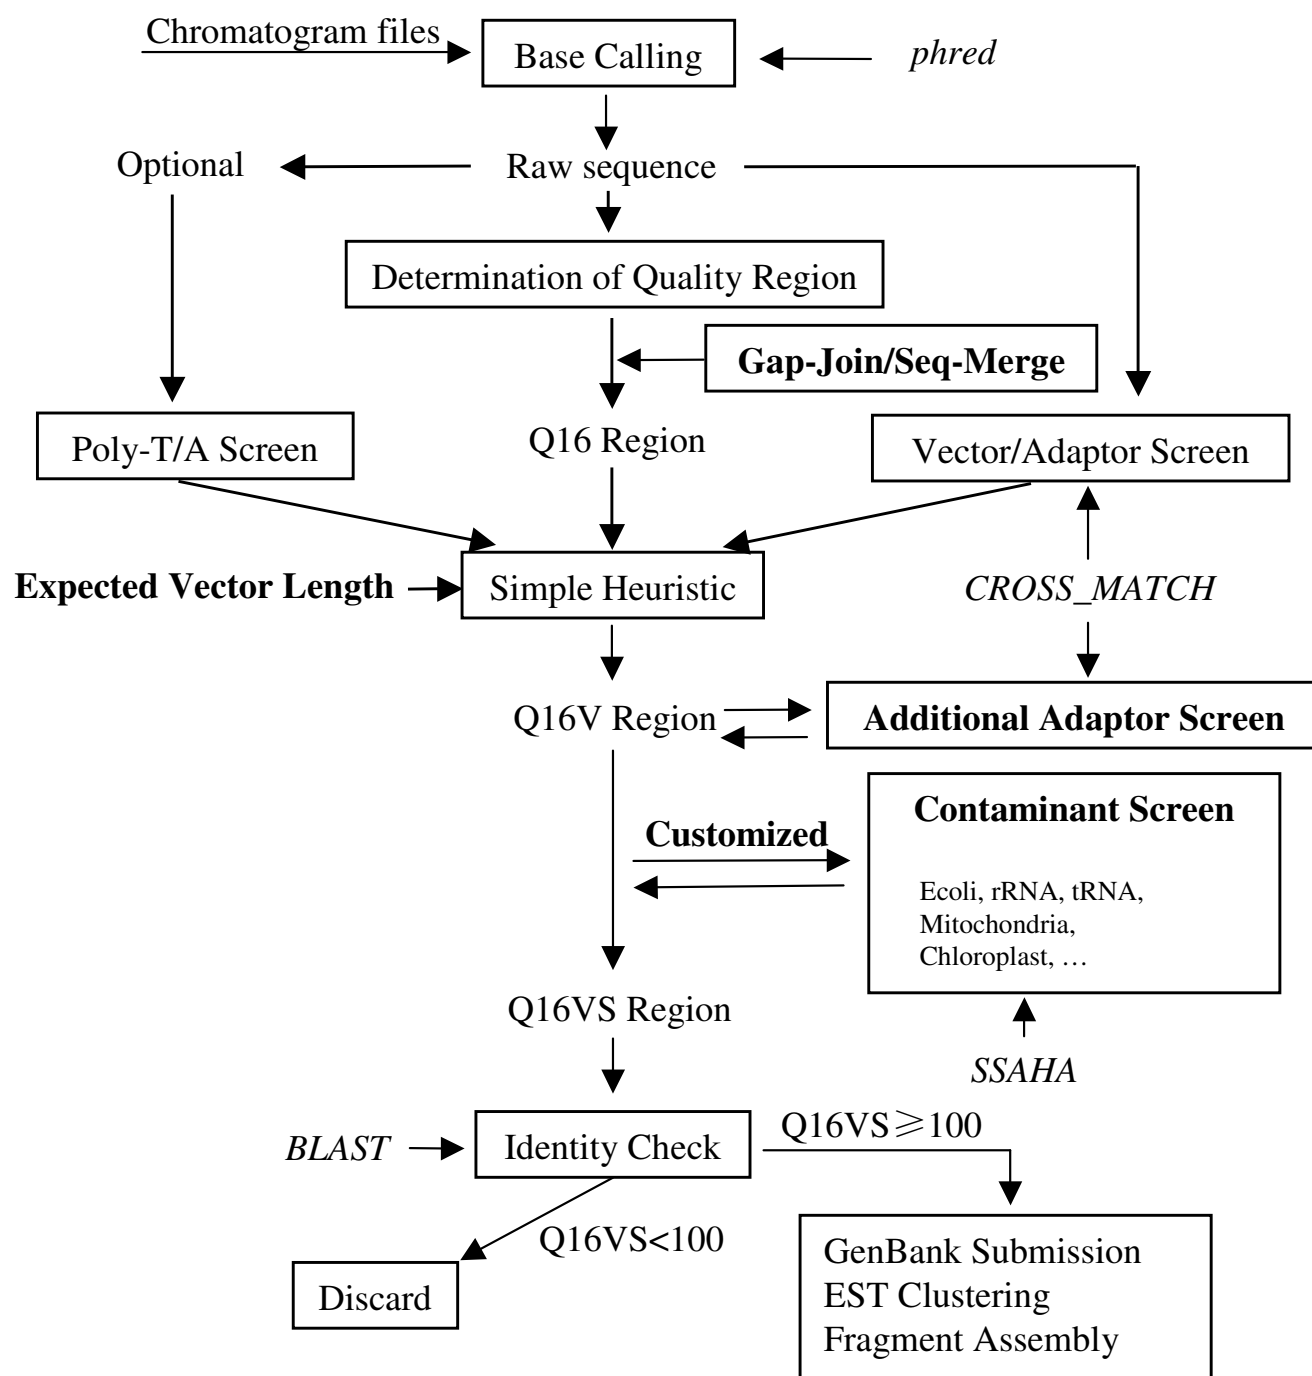 Chromatogram files
Base Calling
phred
Optional
Raw sequence
Determination of Quality Region
Gap-Join/Seq-Merge
Poly-T/A Screen
Q16 Region
Vector/Adaptor Screen
Expected Vector Length
Simple Heuristic
CROSS_MATCH
Q16V Region
Additional Adaptor Screen
Contaminant Screen
Customized
Ecoli, rRNA, tRNA,
Mitochondria,
Chloroplast, …
Q16VS Region
SSAHA
BLAST
Identity Check
Q16VS≥100
Q16VS<100
Discard
GenBank Submission
EST Clustering
Fragment Assembly